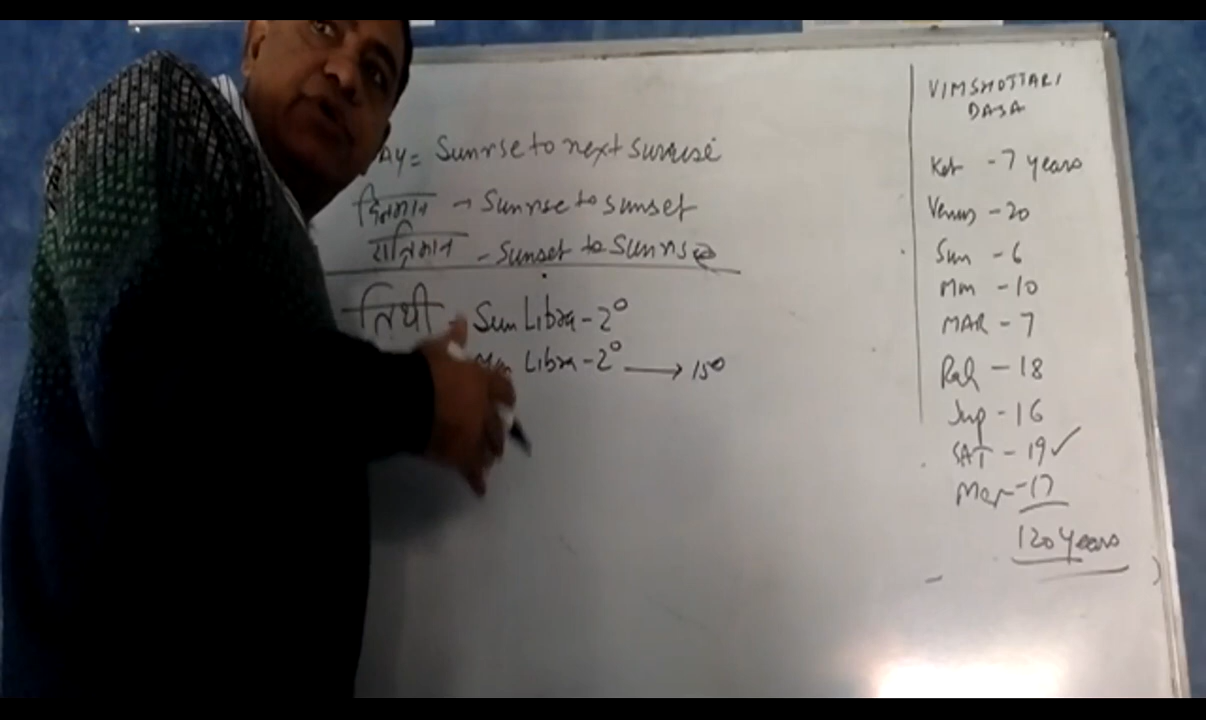 AY = Sunrise to next sunrise
दिनमान → Sunrise to sunset
रात्रिमान - Sunset to Sunrise
तिथी - Sun Libra - 2°
Mn Libra - 2° → 15°
VIMSHOTTARI
DASA
Ket - 7 years
Venus - 20
Sun - 6
Mm - 10
MAR - 7
Rah - 18
Jup - 16
SAT - 19 ✓
Mer - 17
120 years